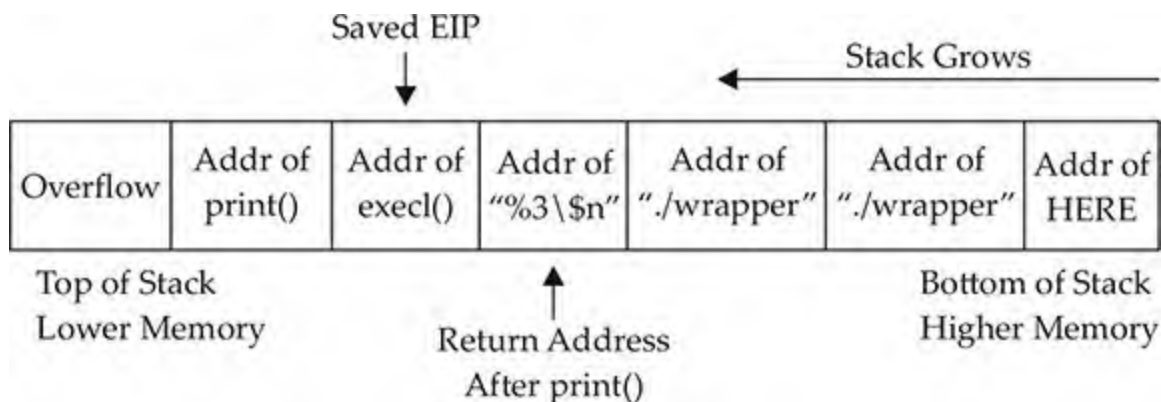 Saved EIP
Stack Grows
Overflow
Addr of
print()
Addr of
execl()
Addr of
“%3\$n”
Addr of
“./wrapper”
Addr of
“./wrapper”
Addr of
HERE
Top of Stack
Lower Memory
Return Address
After print()
Bottom of Stack
Higher Memory